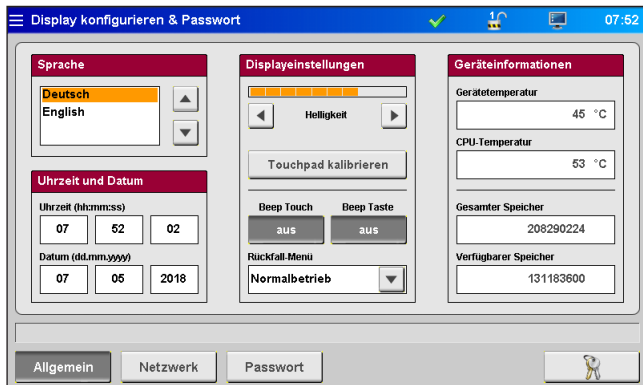 Display konfigurieren & Passwort
1
07:52
Sprache
Deutsch
English
Uhrzeit und Datum
Uhrzeit (hh:mm:ss)
07 52 02
Datum (dd.mm.yyyy)
07 05 2018
Displayeinstellungen
Helligkeit
Touchpad kalibrieren
Beep Touch Beep Taste
aus aus
Rückfall-Menü
Normalbetrieb
Geräteinformationen
Gerätetemperatur
45 °C
CPU-Temperatur
53 °C
Gesamter Speicher
208290224
Verfügbarer Speicher
131183600
Allgemein Netzwerk Passwort